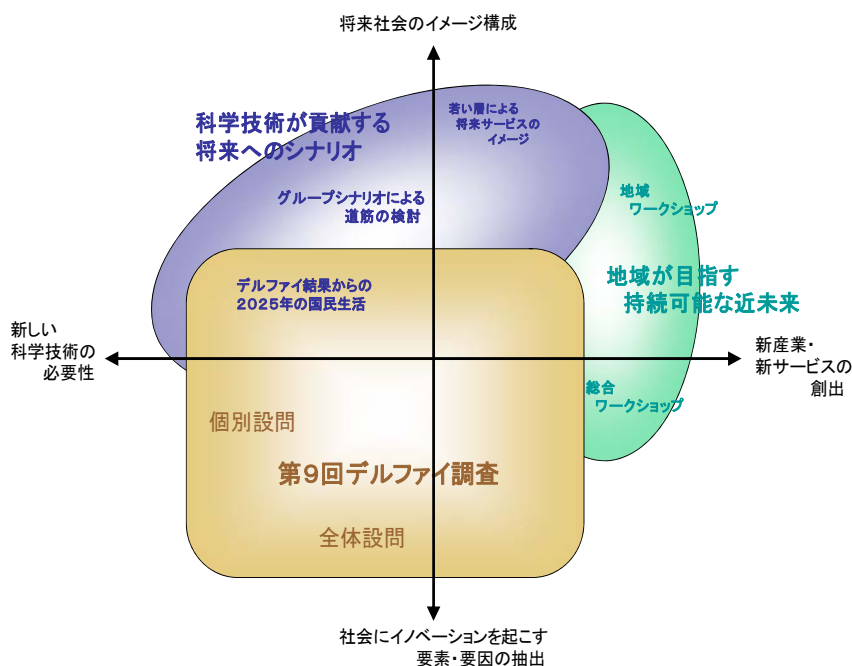 将来社会のイメージ構成
科学技術が貢献する
将来へのシナリオ
若い層による
将来サービスの
イメージ
グループシナリオによる
道筋の検討
地域
ワークショップ
デルファイ結果からの
2025年の国民生活
地域が目指す
持続可能な近未来
新しい
科学技術の
必要性
新産業・
新サービスの
創出
総合
ワークショップ
個別設問
第9回デルファイ調査
全体設問
社会にイノベーションを起こす
要素・要因の抽出